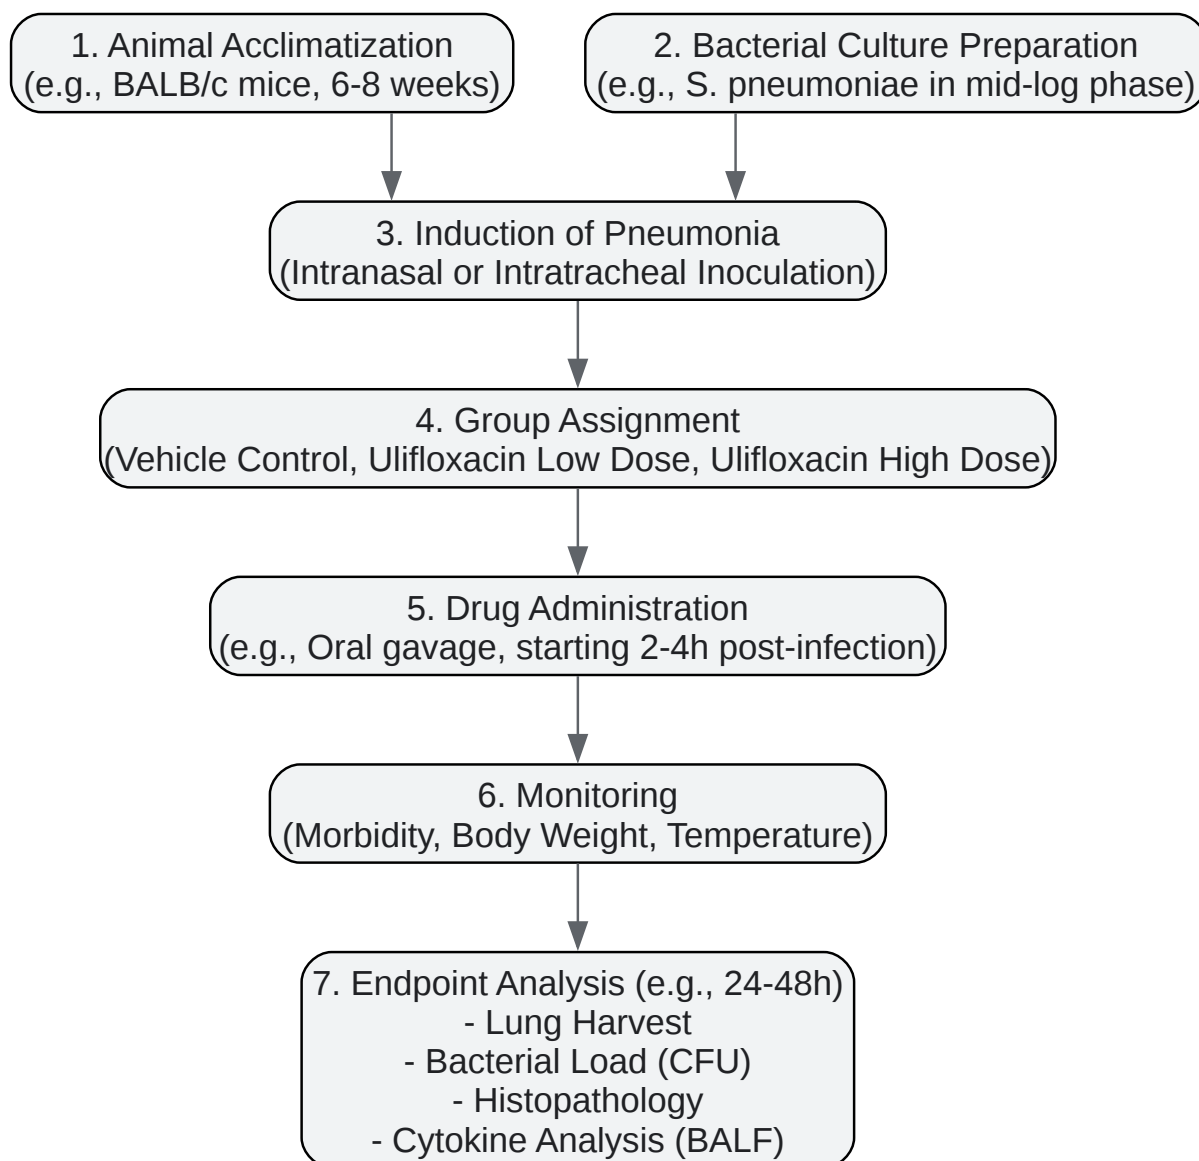 1. Animal Acclimatization
(e.g., BALB/c mice, 6-8 weeks)
2. Bacterial Culture Preparation
(e.g., S. pneumoniae in mid-log phase)
3. Induction of Pneumonia
(Intranasal or Intratracheal Inoculation)
4. Group Assignment
(Vehicle Control, Ulifloxacin Low Dose, Ulifloxacin High Dose)
5. Drug Administration
(e.g., Oral gavage, starting 2-4h post-infection)
6. Monitoring
(Morbidity, Body Weight, Temperature)
7. Endpoint Analysis (e.g., 24-48h)
- Lung Harvest
- Bacterial Load (CFU)
- Histopathology
- Cytokine Analysis (BALF)